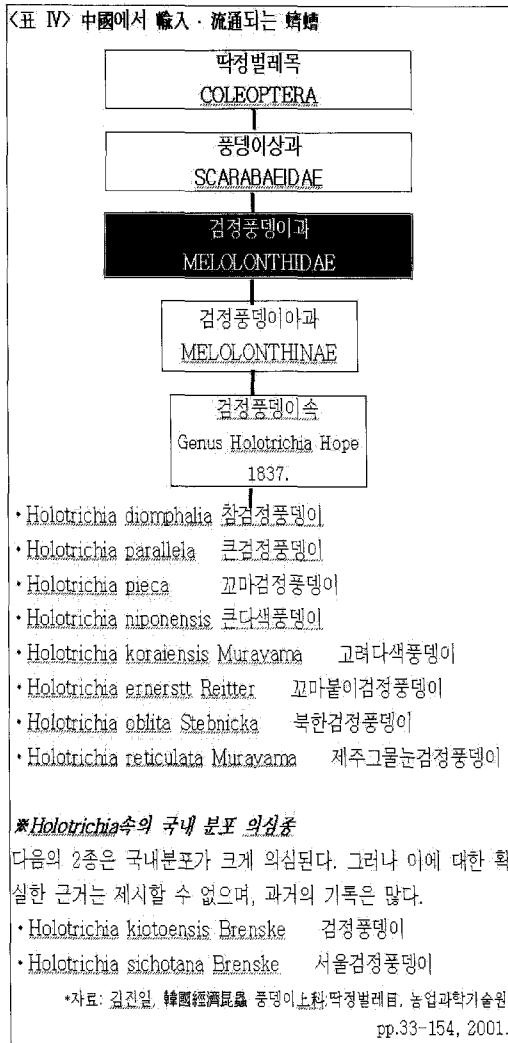 <표 Ⅳ> 中國에서 輸入·流通되는 蠐螬
딱정벌레목
COLEOPTERA
풍뎅이상과
SCARABAEIDAE
검정풍뎅이과
MELOLONTHIDAE
검정풍뎅이아과
MELOLONTHINAE
검정풍뎅이속
Genus Holotrichia Hope
1837.
·Holotrichia diomphalia 참검정풍뎅이
·Holotrichia parallela 큰검정풍뎅이
·Holotrichia pieca 꼬마검정풍뎅이
·Holotrichia niponensis 큰다색풍뎅이
·Holotrichia koraiensis Murayama 고려다색풍뎅이
·Holotrichia ernerstt Reitter 꼬마붙이검정풍뎅이
·Holotrichia oblita Stebnicka 북한검정풍뎅이
·Holotrichia reticulata Murayama 제주그물눈검정풍뎅이
※Holotrichia속의 국내 분포 의심종
다음의 2종은 국내분포가 크게 의심된다. 그러나 이에 대한 확
실한 근거는 제시할 수 없으며, 과거의 기록은 많다.
·Holotrichia kiotoensis Brenske 검정풍뎅이
·Holotrichia sichotana Brenske 서울검정풍뎅이
*자료: 김진일, 韓國經濟昆蟲 풍뎅이上科,딱정벌레目, 농업과학기술원
pp.33-154, 2001.